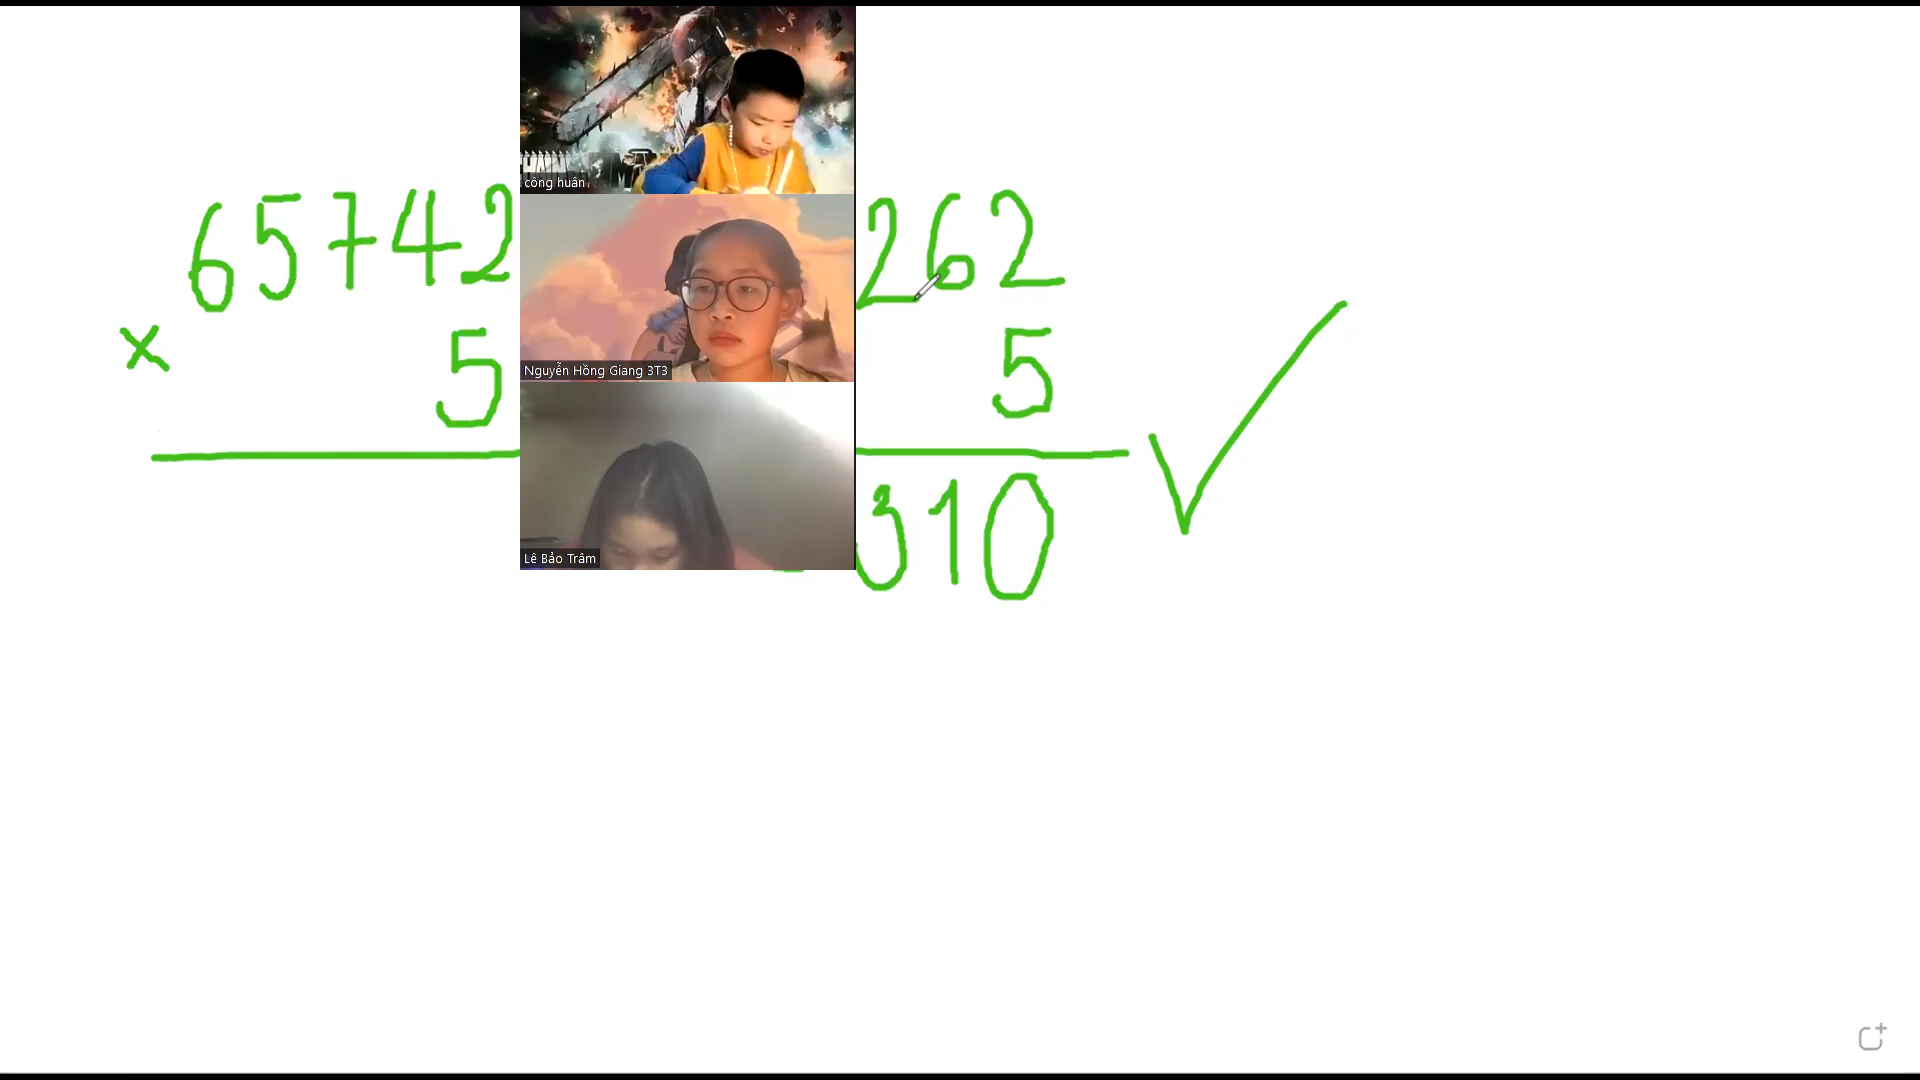 công huân
65742
262
x
5
5
Nguyễn Hồng Giang 3T3
310
Lê Bảo Trâm